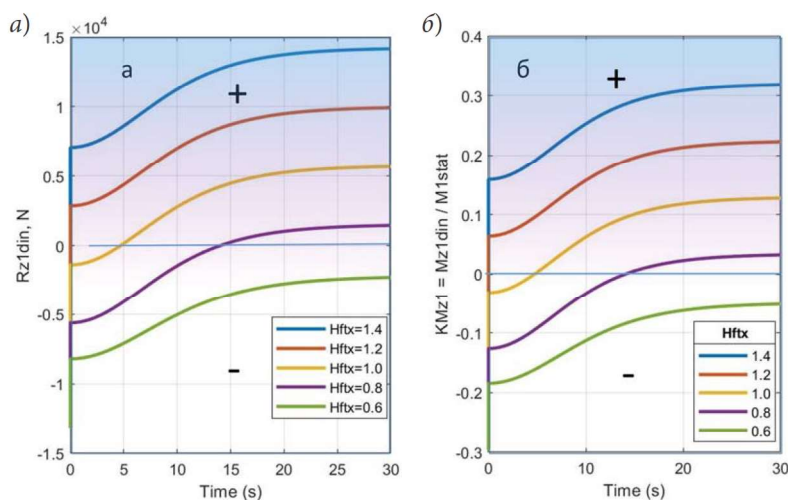 а)
×10⁴
1.5
1
0.5
0
-0.5
-1
-1.5
0
5
10
15
20
25
30
Rz1din, N
Time (s)
а
+
-
Hftx=1.4
Hftx=1.2
Hftx=1.0
Hftx=0.8
Hftx=0.6
б)
0.4
0.3
0.2
0.1
0
-0.1
-0.2
-0.3
0
10
20
30
KMz1 = Mz1din / M1stat
Time (s)
б
+
-
Hftx
1.4
1.2
1.0
0.8
0.6